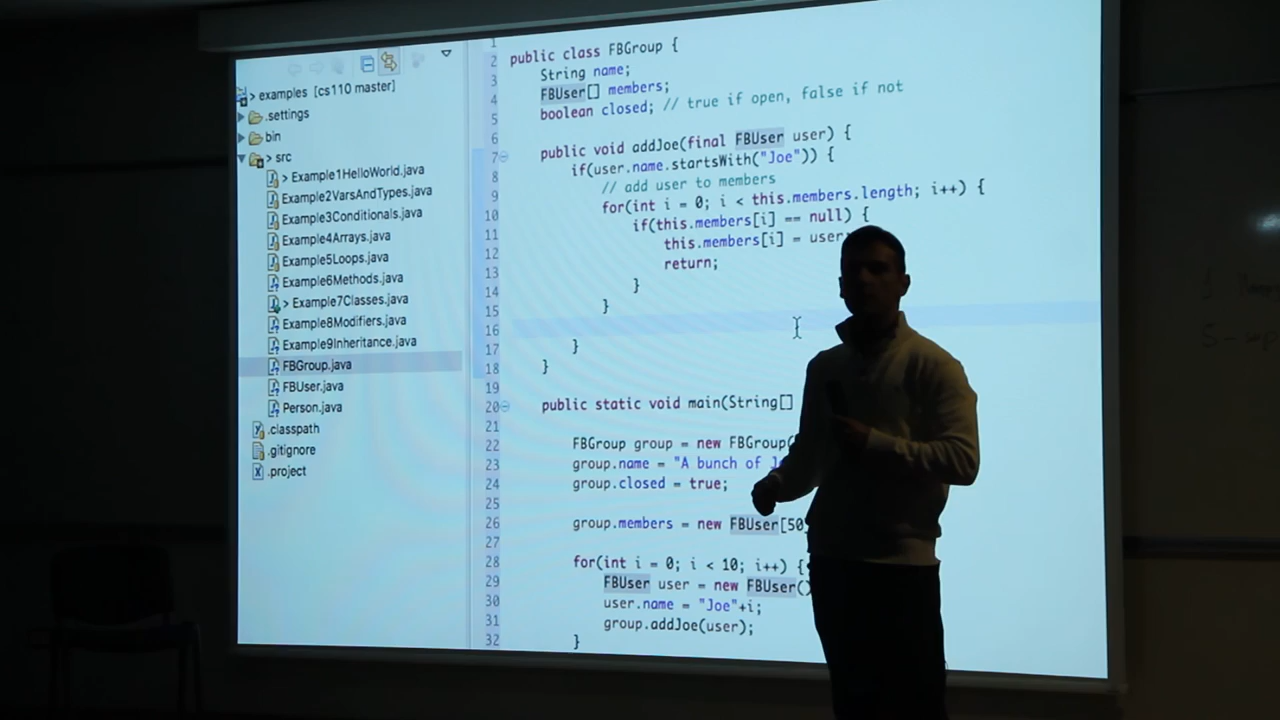 > examples [cs110 master]
.settings
bin
> src
> Example1HelloWorld.java
Example2VarsAndTypes.java
Example3Conditionals.java
Example4Arrays.java
Example5Loops.java
Example6Methods.java
> Example7Classes.java
Example8Modifiers.java
Example9Inheritance.java
FBGroup.java
FBUser.java
Person.java
.classpath
.gitignore
.project
1
2 public class FBGroup {
3 String name;
4 FBUser[] members;
5 boolean closed; // true if open, false if not
6
7 public void addJoe(final FBUser user) {
8 if(user.name.startsWith("Joe")) {
9 // add user to members
10 for(int i = 0; i < this.members.length; i++) {
11 if(this.members[i] == null) {
12 this.members[i] = user
13 return;
14 }
15 }
16
17 }
18 }
19
20 public static void main(String[]
21
22 FBGroup group = new FBGroup(
23 group.name = "A bunch of
24 group.closed = true;
25
26 group.members = new FBUser[50
27
28 for(int i = 0; i < 10; i++) {
29 FBUser user = new FBUser()
30 user.name = "Joe"+i;
31 group.addJoe(user);
32 }